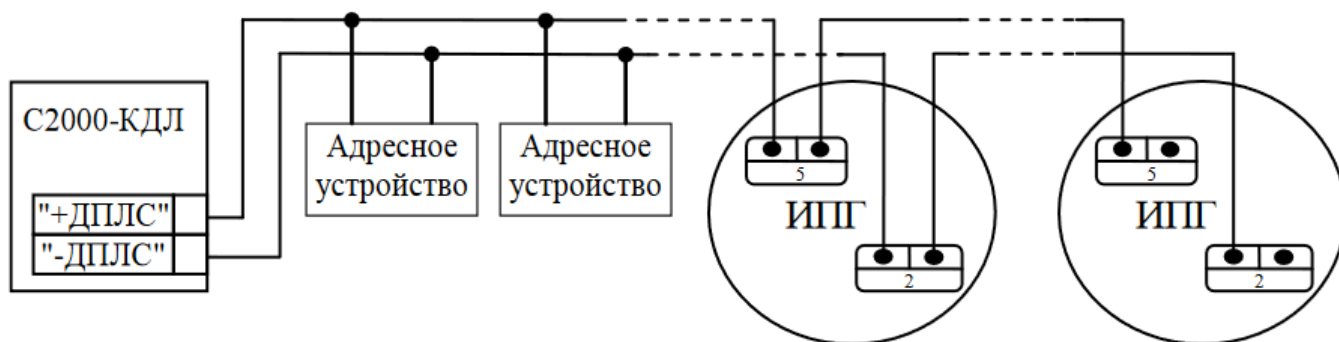 С2000-КДЛ
"+ДПЛС"
"-ДПЛС"
Адресное
устройство
Адресное
устройство
5
ИПГ
2
5
ИПГ
2